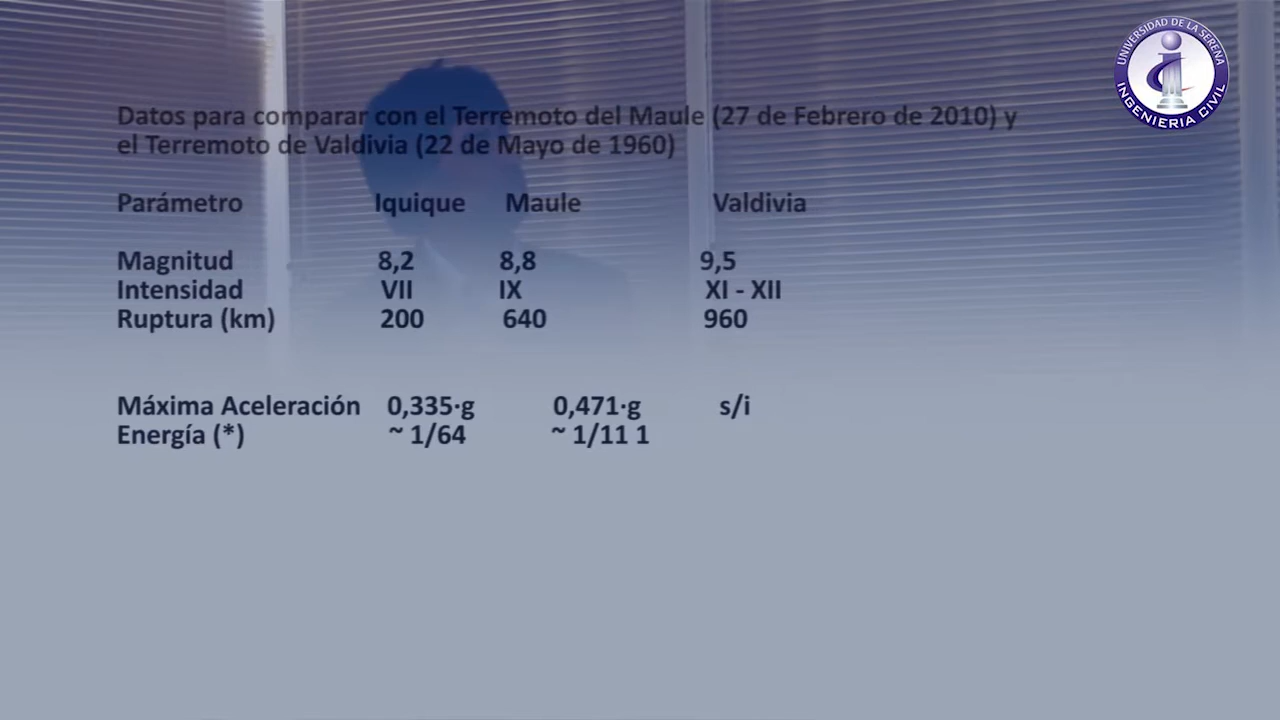 UNIVERSIDAD DE LA SERENA
INGENIERIA CIVIL
Datos para comparar con el Terremoto del Maule (27 de Febrero de 2010) y
el Terremoto de Valdivia (22 de Mayo de 1960)
Parámetro Iquique Maule Valdivia
Magnitud 8,2 8,8 9,5
Intensidad VII IX XI - XII
Ruptura (km) 200 640 960
Máxima Aceleración 0,335·g 0,471·g s/i
Energía (*) ~ 1/64 ~ 1/11 1